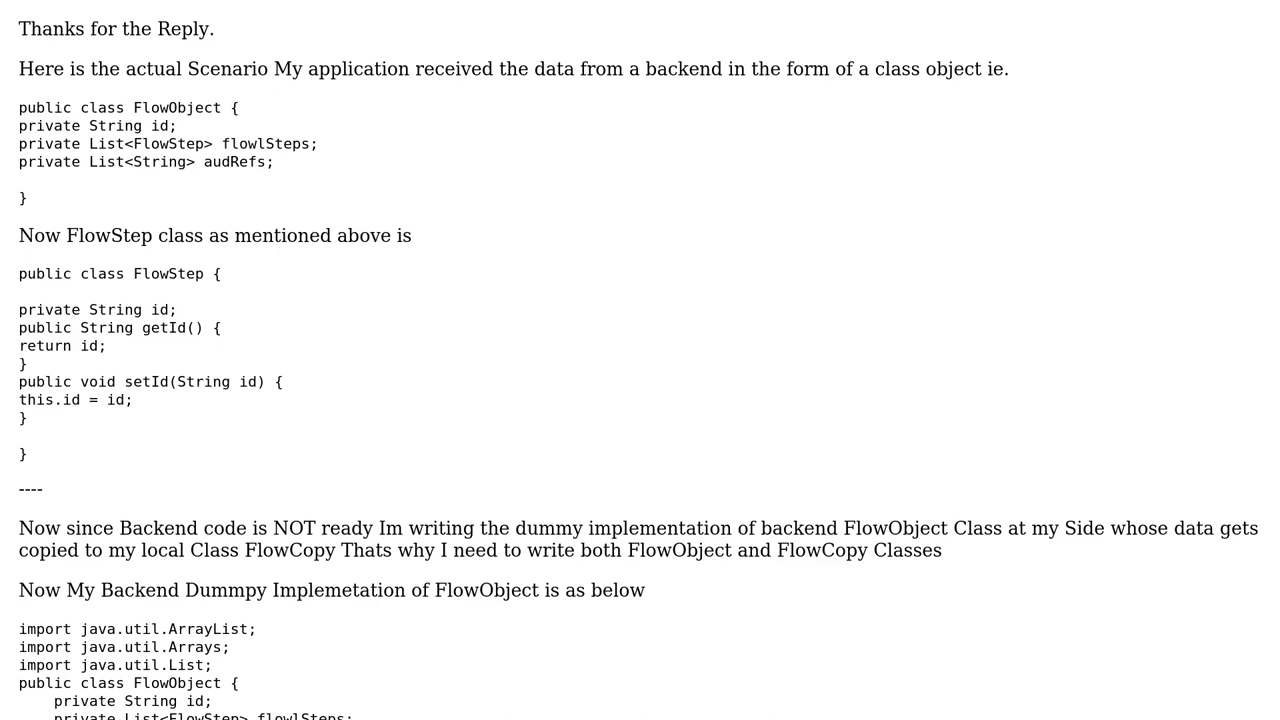 Thanks for the Reply.
Here is the actual Scenario My application received the data from a backend in the form of a class object ie.
public class FlowObject {
private String id;
private List<FlowStep> flowlSteps;
private List<String> audRefs;
}
Now FlowStep class as mentioned above is
public class FlowStep {
private String id;
public String getId() {
return id;
}
public void setId(String id) {
this.id = id;
}
}
----
Now since Backend code is NOT ready Im writing the dummy implementation of backend FlowObject Class at my Side whose data gets
copied to my local Class FlowCopy Thats why I need to write both FlowObject and FlowCopy Classes
Now My Backend Dummpy Implemetation of FlowObject is as below
import java.util.ArrayList;
import java.util.Arrays;
import java.util.List;
public class FlowObject {
    private String id;
    private List<FlowStep> flowlSteps;